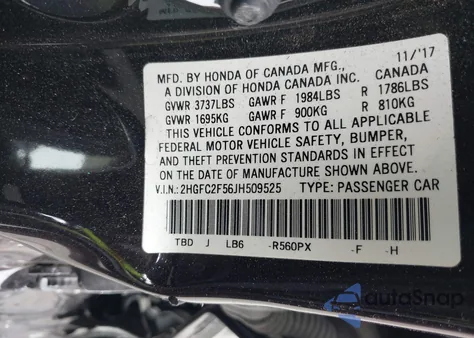 MFD. BY HONDA OF CANADA MFG., 11/'17
A DIVISION OF HONDA CANADA INC. CANADA
GVWR 3737LBS GAWR F 1984LBS R 1786LBS
GVWR 1695KG GAWR F 900KG R 810KG
THIS VEHICLE CONFORMS TO ALL APPLICABLE
FEDERAL MOTOR VEHICLE SAFETY, BUMPER,
AND THEFT PREVENTION STANDARDS IN EFFECT
ON THE DATE OF MANUFACTURE SHOWN ABOVE.
V.I.N.: 2HGFC2F56JH509525 TYPE: PASSENGER CAR
TBD J LB6 -R560PX -F -H
autoSnap